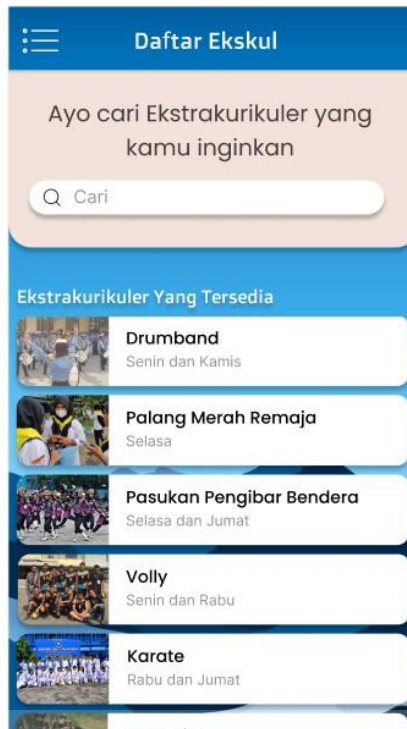 Daftar Ekskul
Ayo cari Ekstrakurikuler yang
kamu inginkan
Cari
Ekstrakurikuler Yang Tersedia
Drumband
Senin dan Kamis
Palang Merah Remaja
Selasa
Pasukan Pengibar Bendera
Selasa dan Jumat
Volly
Senin dan Rabu
Karate
Rabu dan Jumat